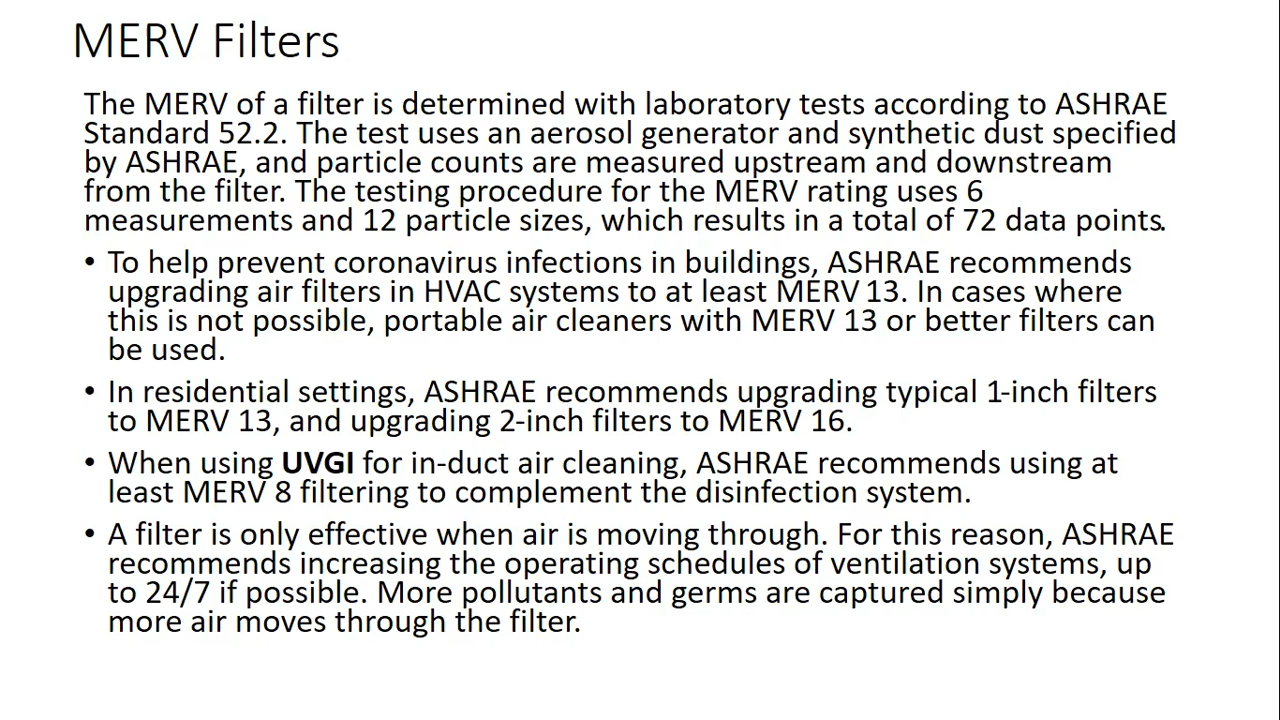 MERV Filters
The MERV of a filter is determined with laboratory tests according to ASHRAE
Standard 52.2. The test uses an aerosol generator and synthetic dust specified
by ASHRAE, and particle counts are measured upstream and downstream
from the filter. The testing procedure for the MERV rating uses 6
measurements and 12 particle sizes, which results in a total of 72 data points.
• To help prevent coronavirus infections in buildings, ASHRAE recommends
upgrading air filters in HVAC systems to at least MERV 13. In cases where
this is not possible, portable air cleaners with MERV 13 or better filters can
be used.
• In residential settings, ASHRAE recommends upgrading typical 1-inch filters
to MERV 13, and upgrading 2-inch filters to MERV 16.
• When using UVGI for in-duct air cleaning, ASHRAE recommends using at
least MERV 8 filtering to complement the disinfection system.
• A filter is only effective when air is moving through. For this reason, ASHRAE
recommends increasing the operating schedules of ventilation systems, up
to 24/7 if possible. More pollutants and germs are captured simply because
more air moves through the filter.